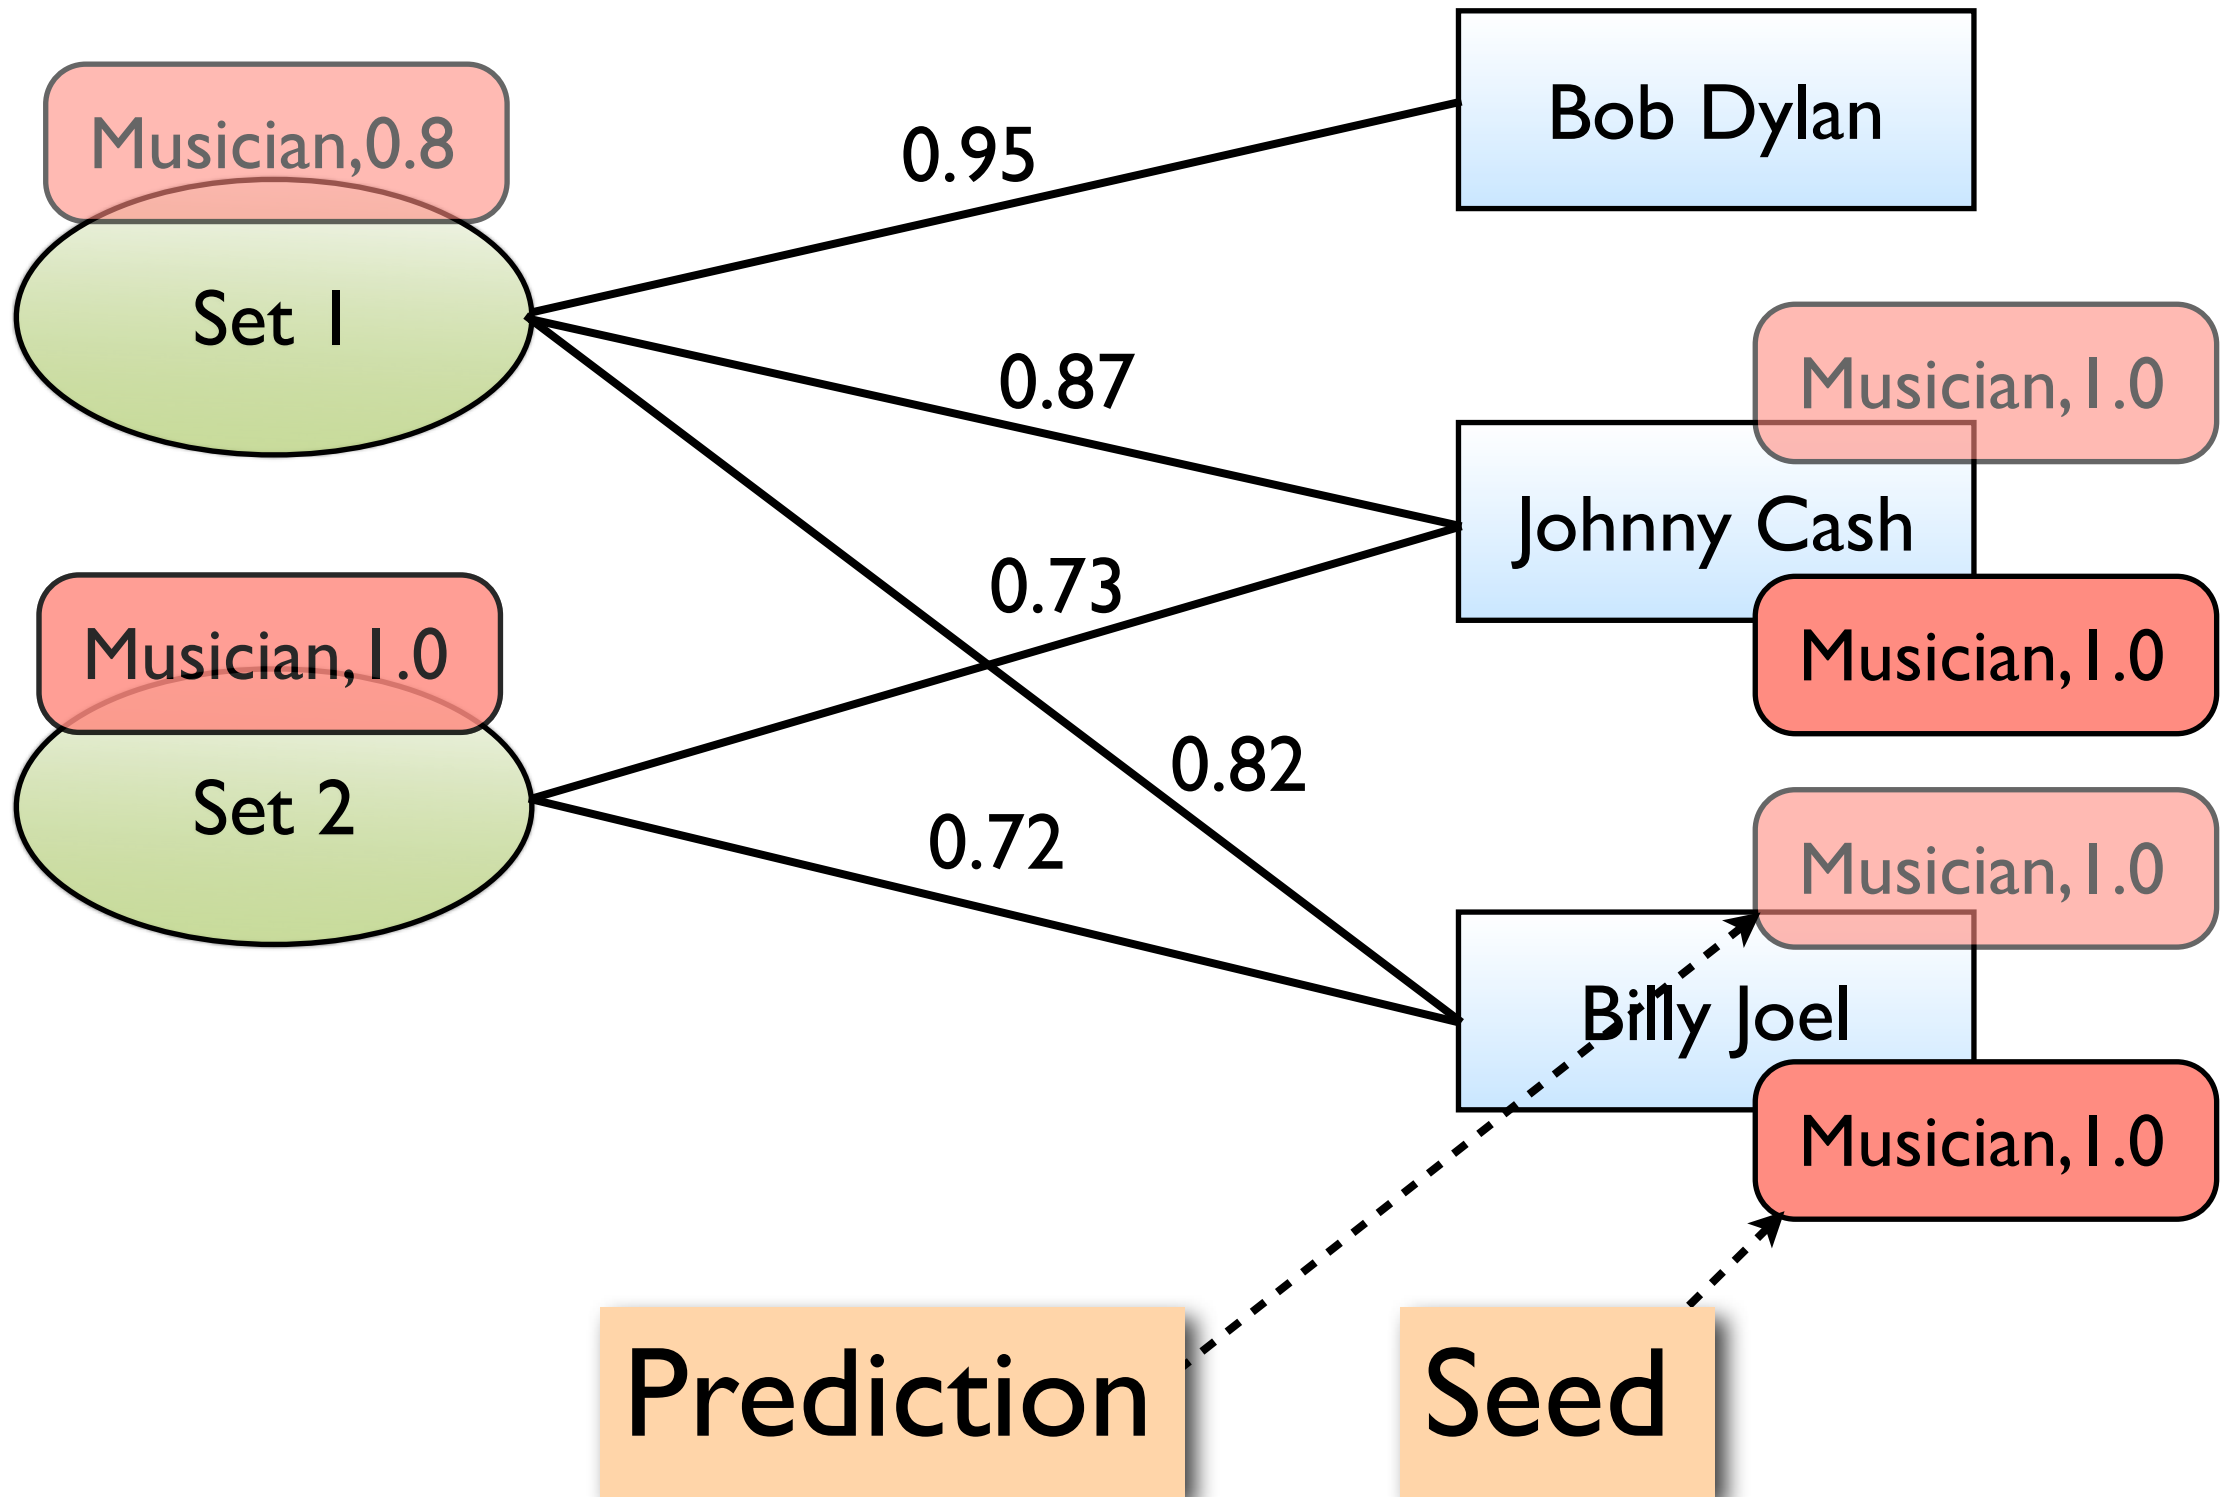 Musician,0.8
Set 1
Musician,1.0
Set 2
0.95
0.87
0.73
0.82
0.72
Bob Dylan
Musician,1.0
Johnny Cash
Musician,1.0
Musician,1.0
Billy Joel
Musician,1.0
Prediction
Seed